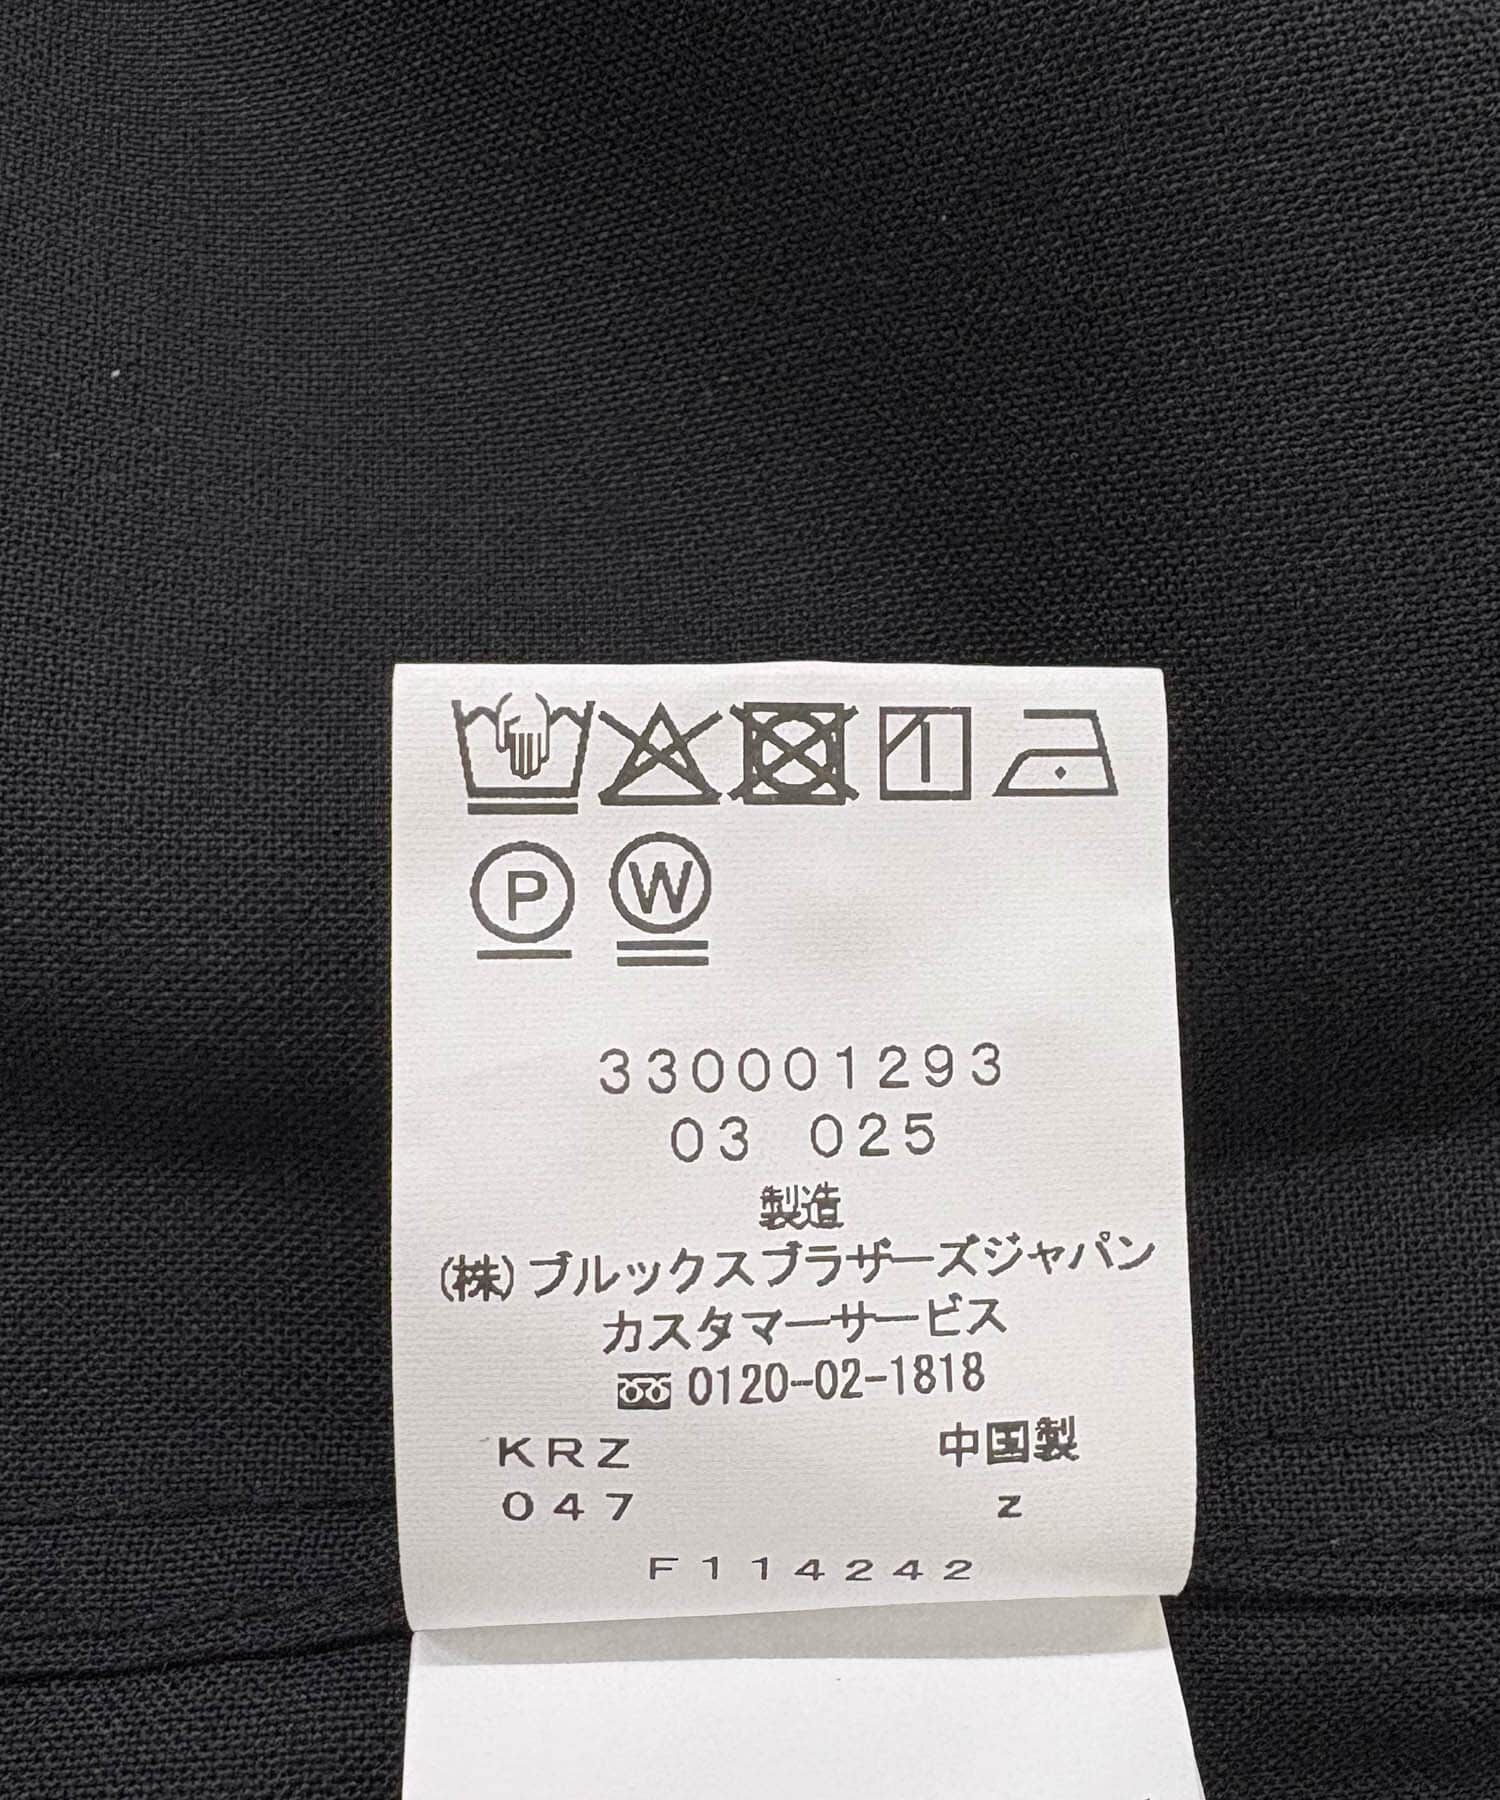 P W
330001293
03 025
製造
(株)ブルックスブラザーズジャパン
カスタマーサービス
0120-02-1818
KRZ 中国製
047 z
F114242